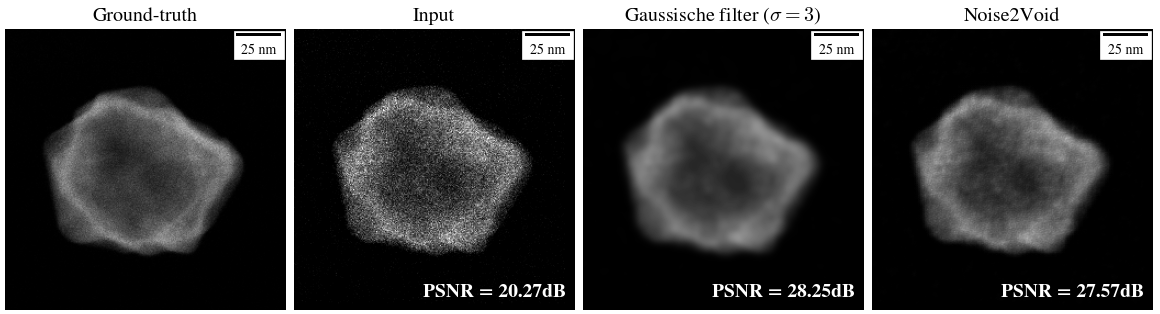 Ground-truth
Input
Gaussische filter (σ = 3)
Noise2Void
25 nm
25 nm
25 nm
25 nm
PSNR = 20.27dB
PSNR = 28.25dB
PSNR = 27.57dB